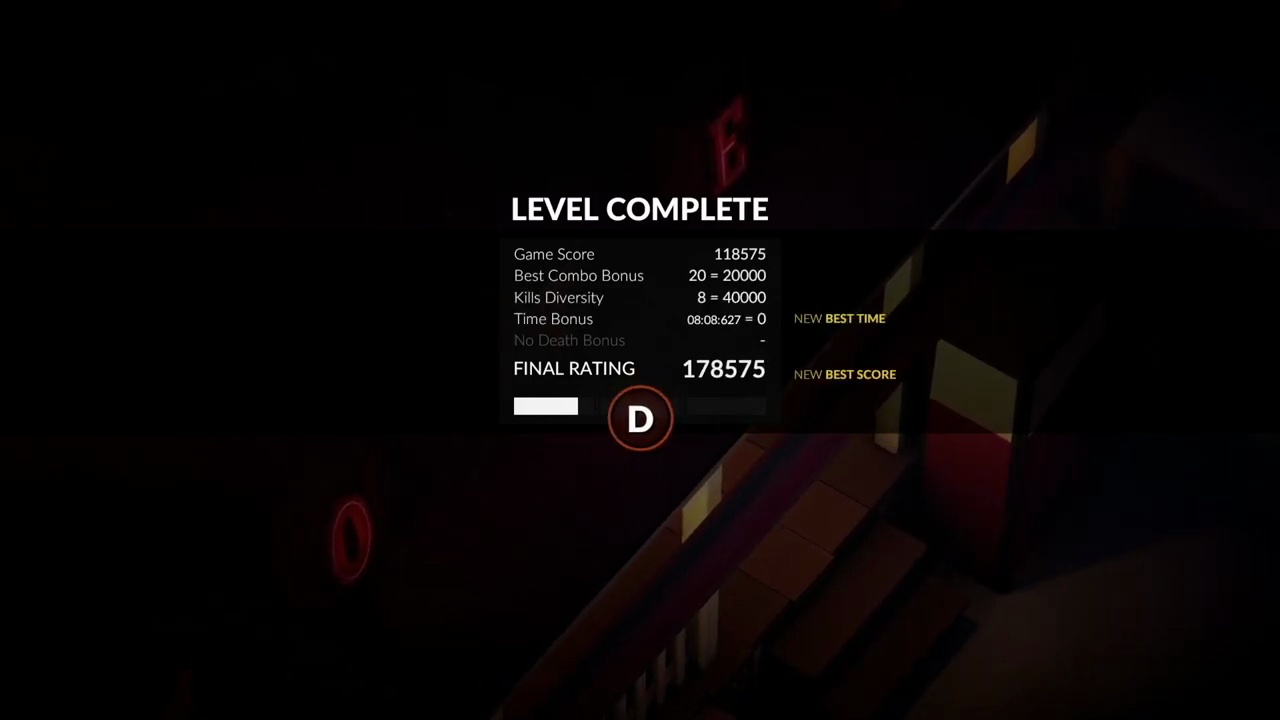 B
LEVEL COMPLETE
Game Score 118575
Best Combo Bonus 20 = 20000
Kills Diversity 8 = 40000
Time Bonus 08:08:627 = 0 NEW BEST TIME
No Death Bonus -
FINAL RATING 178575 NEW BEST SCORE
D
O